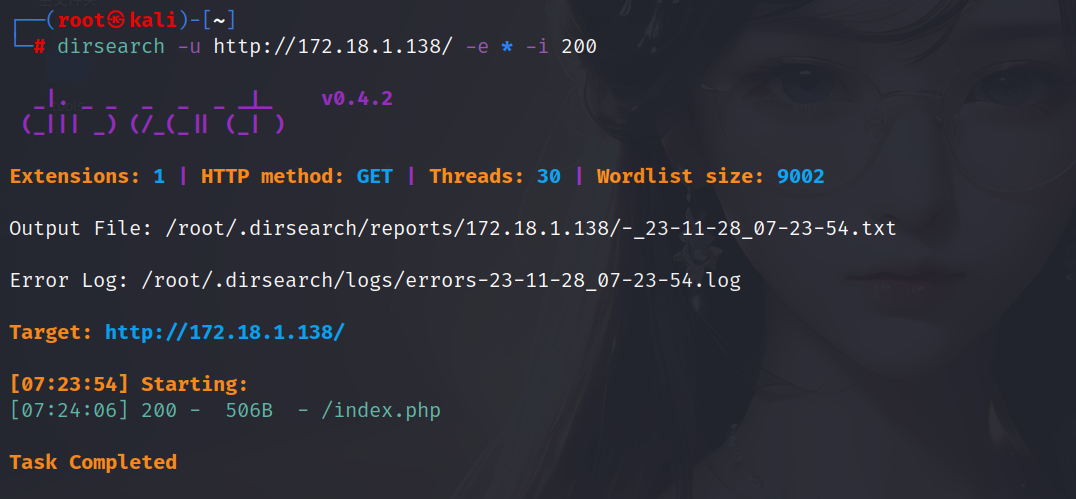 ┌──(root㉿kali)-[~]
└─# dirsearch -u http://172.18.1.138/ -e * -i 200
  _|. _ _  _  _  _ _|_    v0.4.2
 (_||| _) (/_(_|| (_| )
Extensions: 1 | HTTP method: GET | Threads: 30 | Wordlist size: 9002
Output File: /root/.dirsearch/reports/172.18.1.138/-_23-11-28_07-23-54.txt
Error Log: /root/.dirsearch/logs/errors-23-11-28_07-23-54.log
Target: http://172.18.1.138/
[07:23:54] Starting:
[07:24:06] 200 -  506B  - /index.php
Task Completed